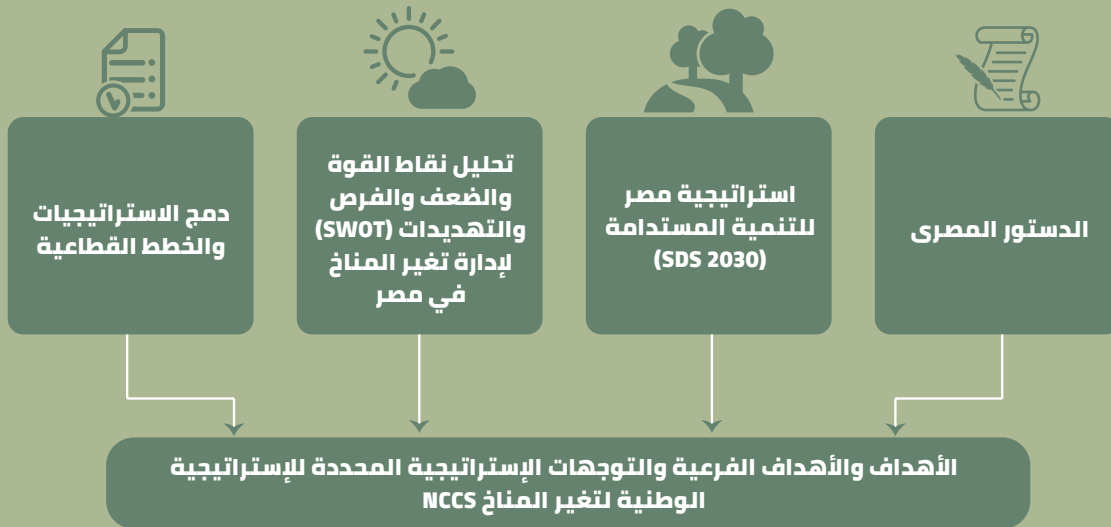 الدستور المصرى
استراتيجية مصر
للتنمية المستدامة
(SDS 2030)
تحليل نقاط القوة
والضعف والفرص
والتهديدات (SWOT)
لإدارة تغير المناخ
في مصر
دمج الاستراتيجيات
والخطط القطاعية
الأهداف والأهداف الفرعية والتوجهات الإستراتيجية المحددة للإستراتيجية
الوطنية لتغير المناخ NCCS